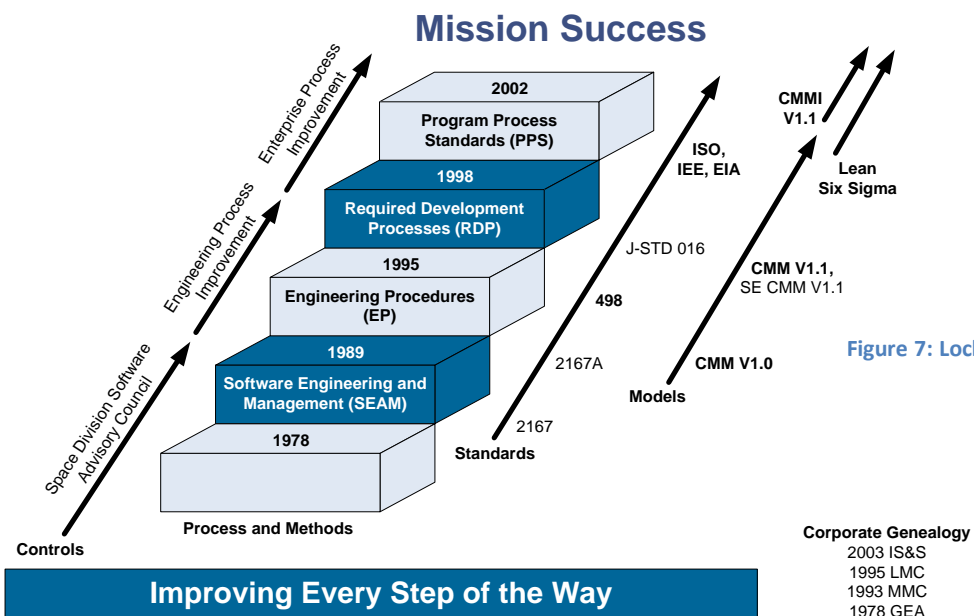 Mission Success
Enterprise Process
Improvement
Engineering Process
Improvement
Space Division Software
Advisory Council
Controls
2002
Program Process
Standards (PPS)
1998
Required Development
Processes (RDP)
1995
Engineering Procedures
(EP)
1989
Software Engineering and
Management (SEAM)
1978
Process and Methods
ISO,
IEE, EIA
J-STD 016
498
2167A
2167
Standards
CMMI
V1.1
CMM V1.1,
SE CMM V1.1
CMM V1.0
Models
Lean
Six Sigma
Figure 7: Loc
Corporate Genealogy
2003 IS&S
1995 LMC
1993 MMC
1978 GEA
Improving Every Step of the Way